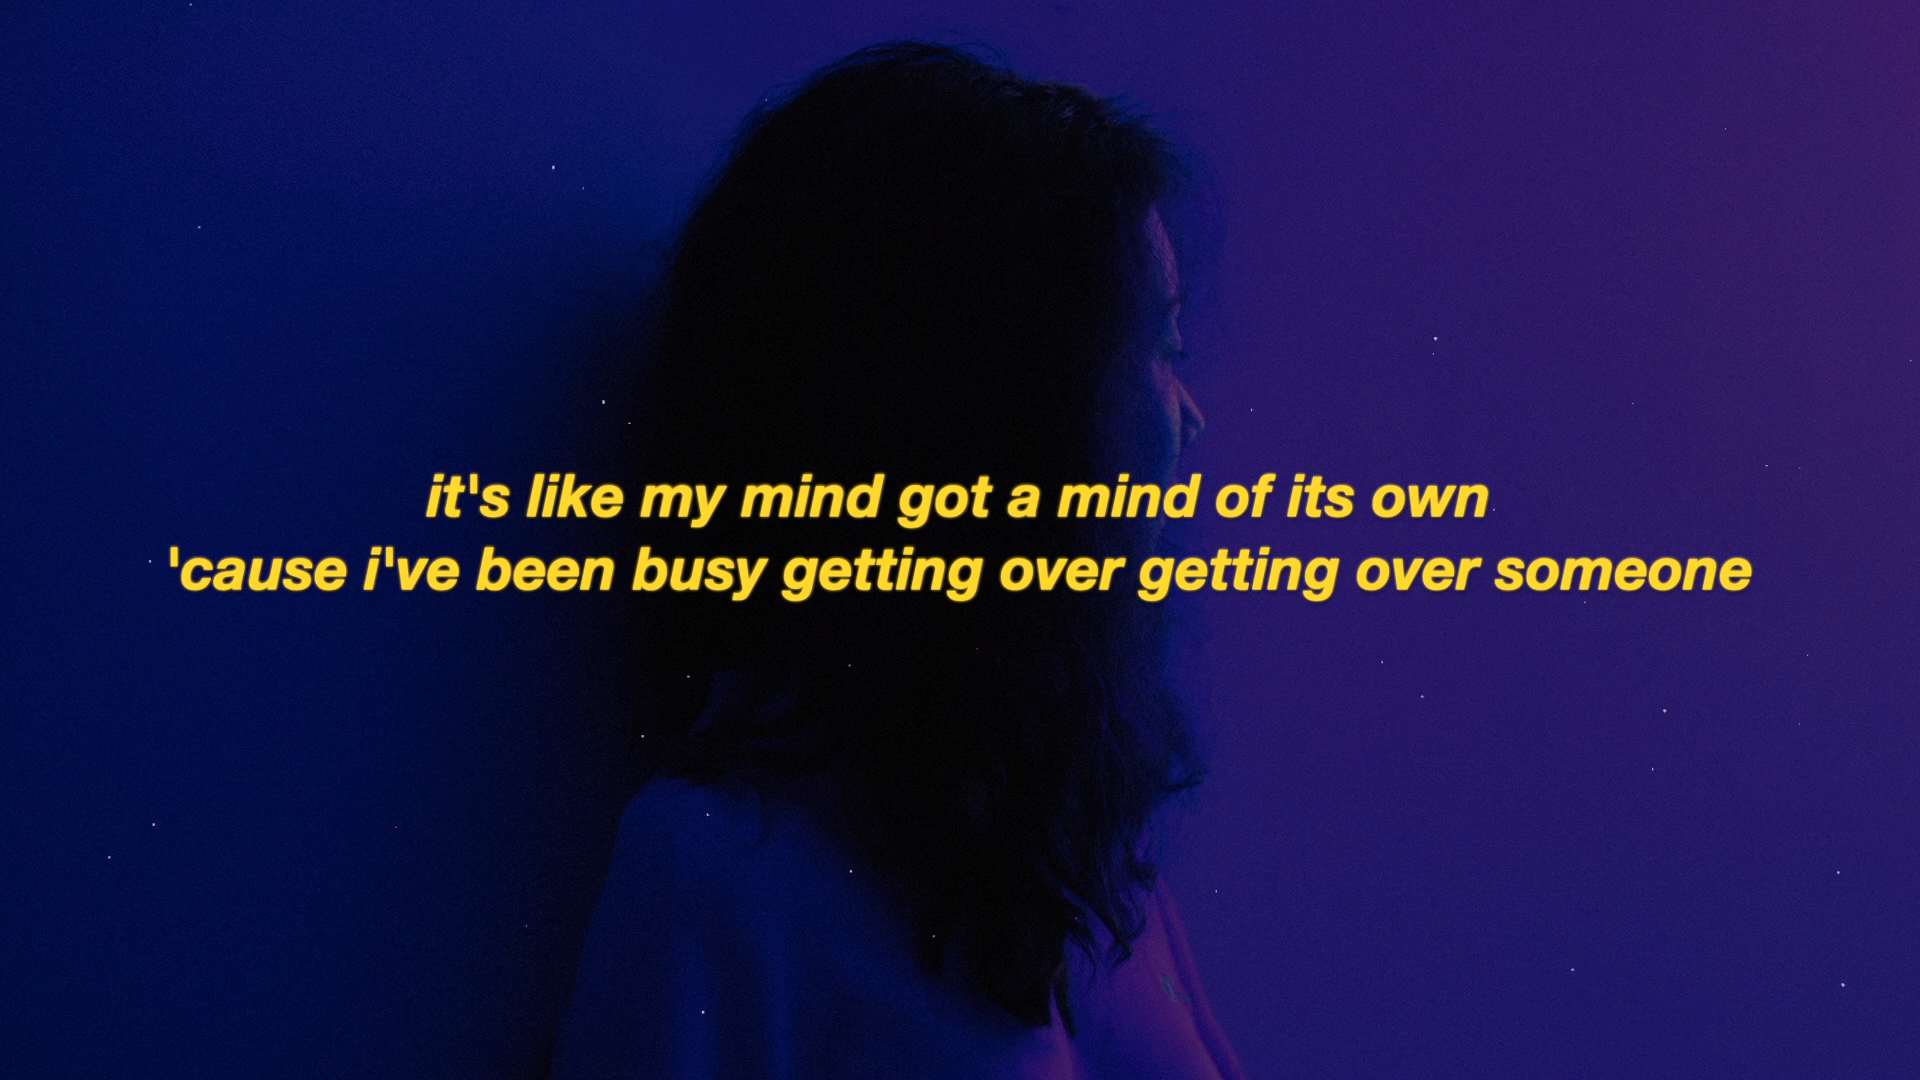 it's like my mind got a mind of its own
'cause i've been busy getting over getting over someone